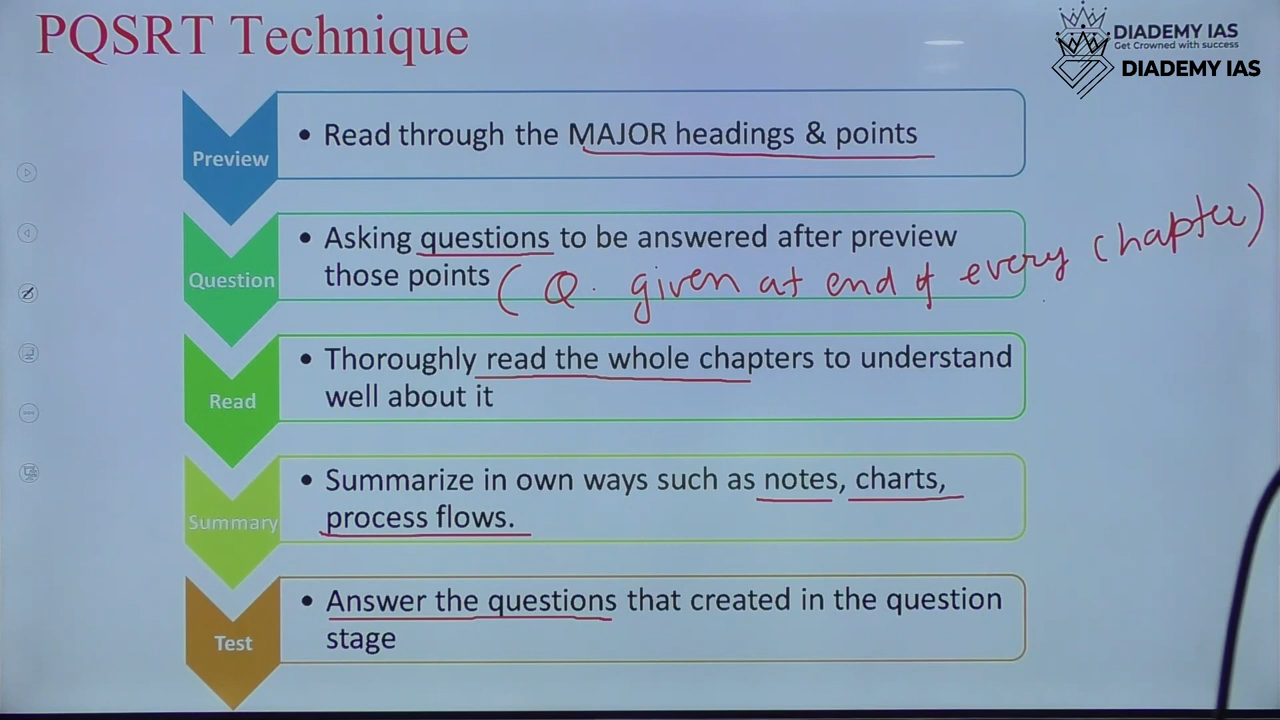 PQSRT Technique
DIADEMY IAS
Get Crowned with success
DIADEMY IAS
Preview
• Read through the MAJOR headings & points
Question
• Asking questions to be answered after preview
those points
( Q. given at end of every chapter)
Read
• Thoroughly read the whole chapters to understand
well about it
Summary
• Summarize in own ways such as notes, charts,
process flows.
Test
• Answer the questions that created in the question
stage